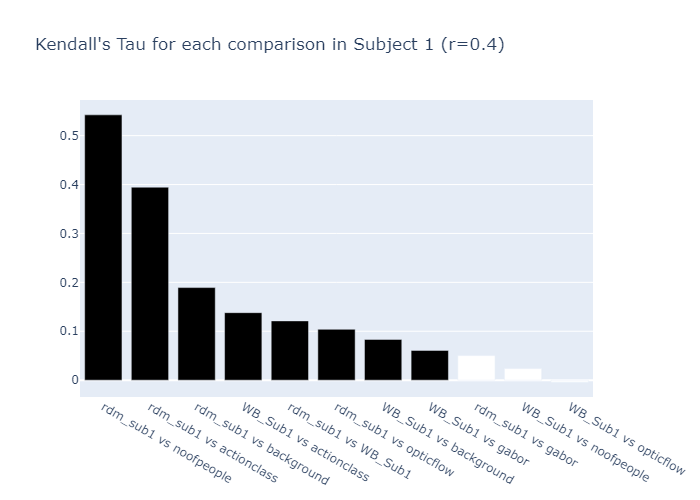 Kendall's Tau for each comparison in Subject 1 (r=0.4)
0.5
0.4
0.3
0.2
0.1
0
rdm_sub1 vs noofpeople
rdm_sub1 vs actionclass
rdm_sub1 vs background
WB_Sub1 vs actionclass
rdm_sub1 vs WB_Sub1
rdm_sub1 vs opticflow
WB_Sub1 vs background
WB_Sub1 vs gabor
rdm_sub1 vs gabor
WB_Sub1 vs noofpeople
WB_Sub1 vs opticflow